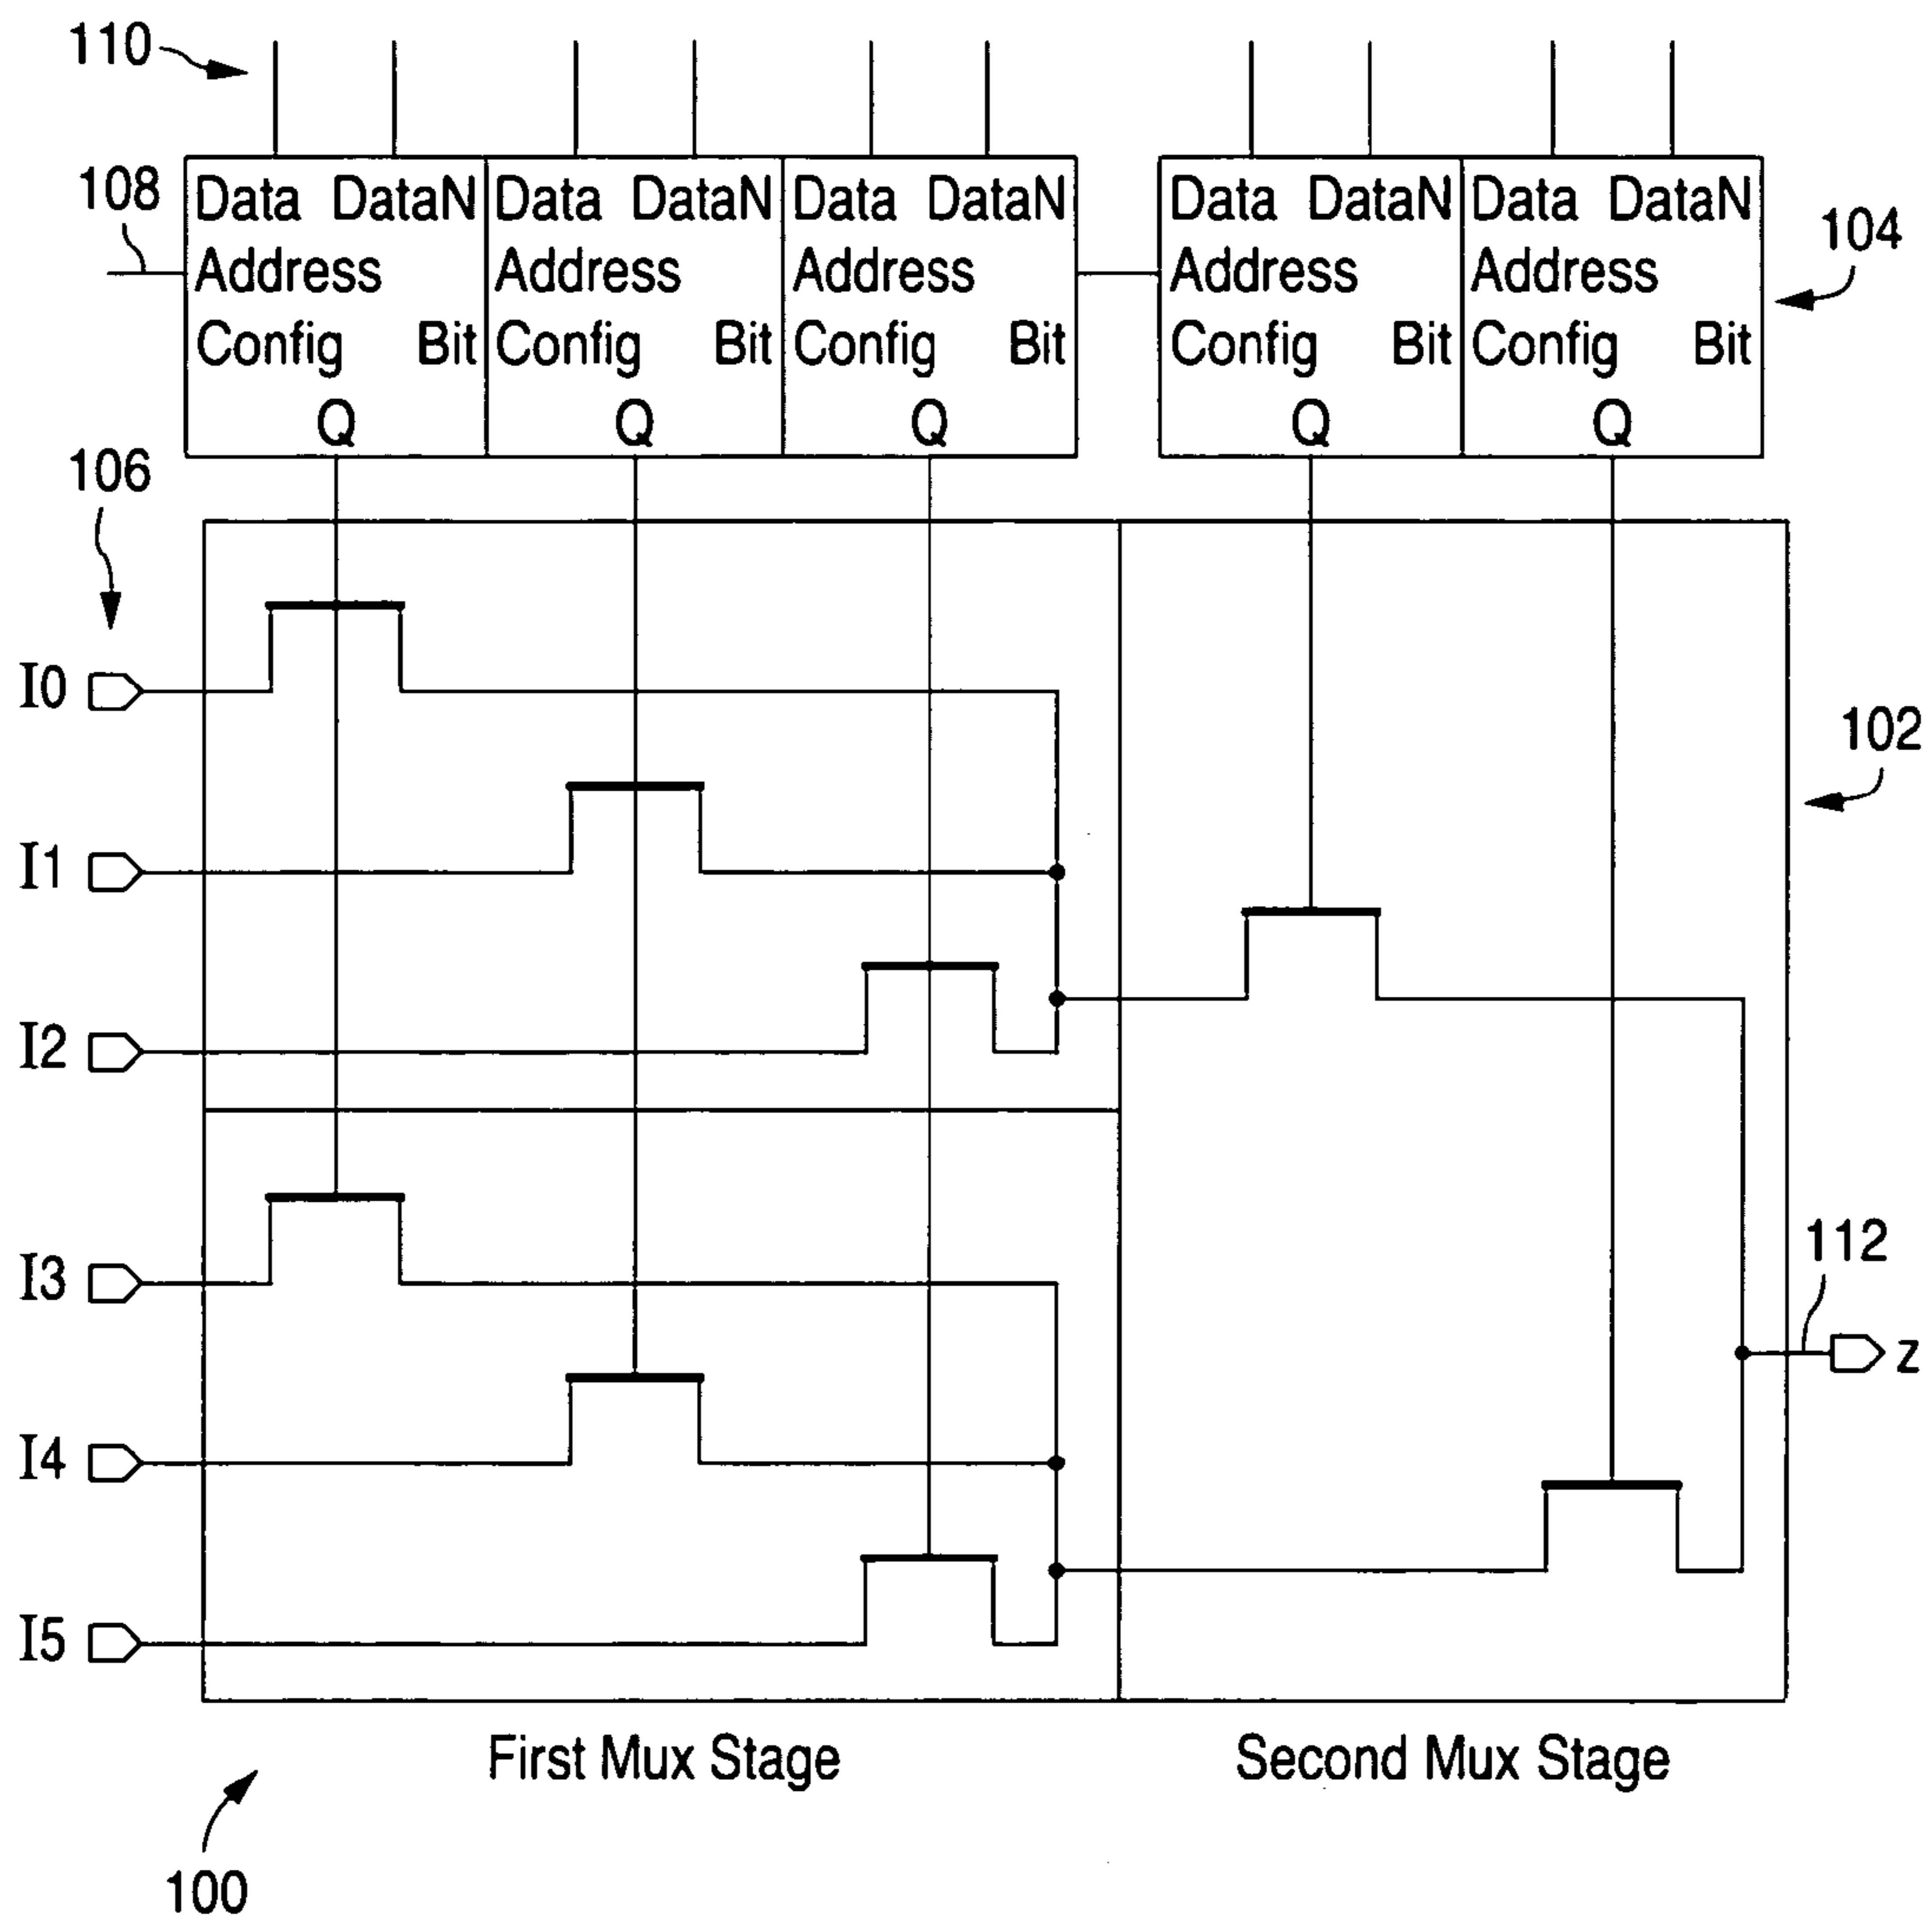 110
108
Data DataN Data DataN Data DataN Data DataN Data DataN
104
Address Address Address Address Address
Config Bit Config Bit Config Bit Config Bit Config Bit
Q Q Q Q Q
106
I0
102
I1
I2
112
I3
z
I4
I5
First Mux Stage Second Mux Stage
100